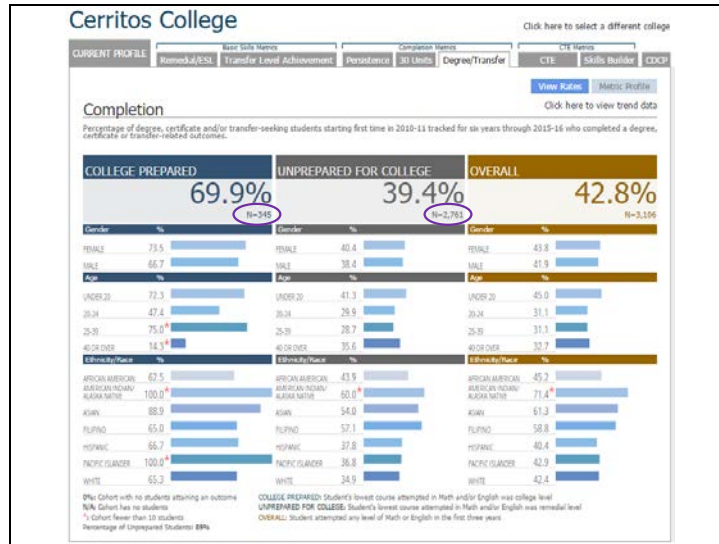 Cerritos College
Click here to select a different college
CURRENT PROFILE
Basic Skills Metrics
Completion Metrics
CTE Metrics
Remedial/ESL Transfer Level Achievement Persistence 30 Units Degree/Transfer CTE Skills Builder CDCP
View Rates Metric Profile
Completion
Click here to view trend data
Percentage of degree, certificate and/or transfer-seeking students starting first time in 2010-11 tracked for six years through 2015-16 who completed a degree,
certificate or transfer-related outcomes.
COLLEGE PREPARED UNPREPARED FOR COLLEGE OVERALL
69.9% 39.4% 42.8%
N=345 N=2,761 N=3,106
Gender % Gender % Gender %
FEMALE 73.5 FEMALE 40.4 FEMALE 43.8
MALE 66.7 MALE 38.4 MALE 41.9
Age % Age % Age %
UNDER 20 72.3 UNDER 20 41.3 UNDER 20 45.0
20-24 47.4 20-24 29.9 20-24 31.1
25-39 75.0* 25-39 28.7 25-39 31.1
40 OR OVER 14.3* 40 OR OVER 35.6 40 OR OVER 32.7
Ethnicity/Race % Ethnicity/Race % Ethnicity/Race %
AFRICAN AMERICAN 62.5 AFRICAN AMERICAN 43.9 AFRICAN AMERICAN 45.2
AMERICAN INDIAN/ AMERICAN INDIAN/ AMERICAN INDIAN/
ALASKA NATIVE 100.0* ALASKA NATIVE 60.0* ALASKA NATIVE 71.4*
ASIAN 88.9 ASIAN 54.0 ASIAN 61.3
FILIPINO 65.0 FILIPINO 57.1 FILIPINO 58.8
HISPANIC 66.7 HISPANIC 37.8 HISPANIC 40.4
PACIFIC ISLANDER 100.0* PACIFIC ISLANDER 36.8 PACIFIC ISLANDER 42.9
WHITE 65.3 WHITE 34.9 WHITE 42.4
0%: Cohort with no students attaining an outcome COLLEGE PREPARED: Student's lowest course attempted in Math and/or English was college level
N/A: Cohort has no students UNPREPARED FOR COLLEGE: Student's lowest course attempted in Math and/or English was remedial level
*: Cohort fewer than 10 students OVERALL: Student attempted any level of Math or English in the first three years
Percentage of Unprepared Students: 89%